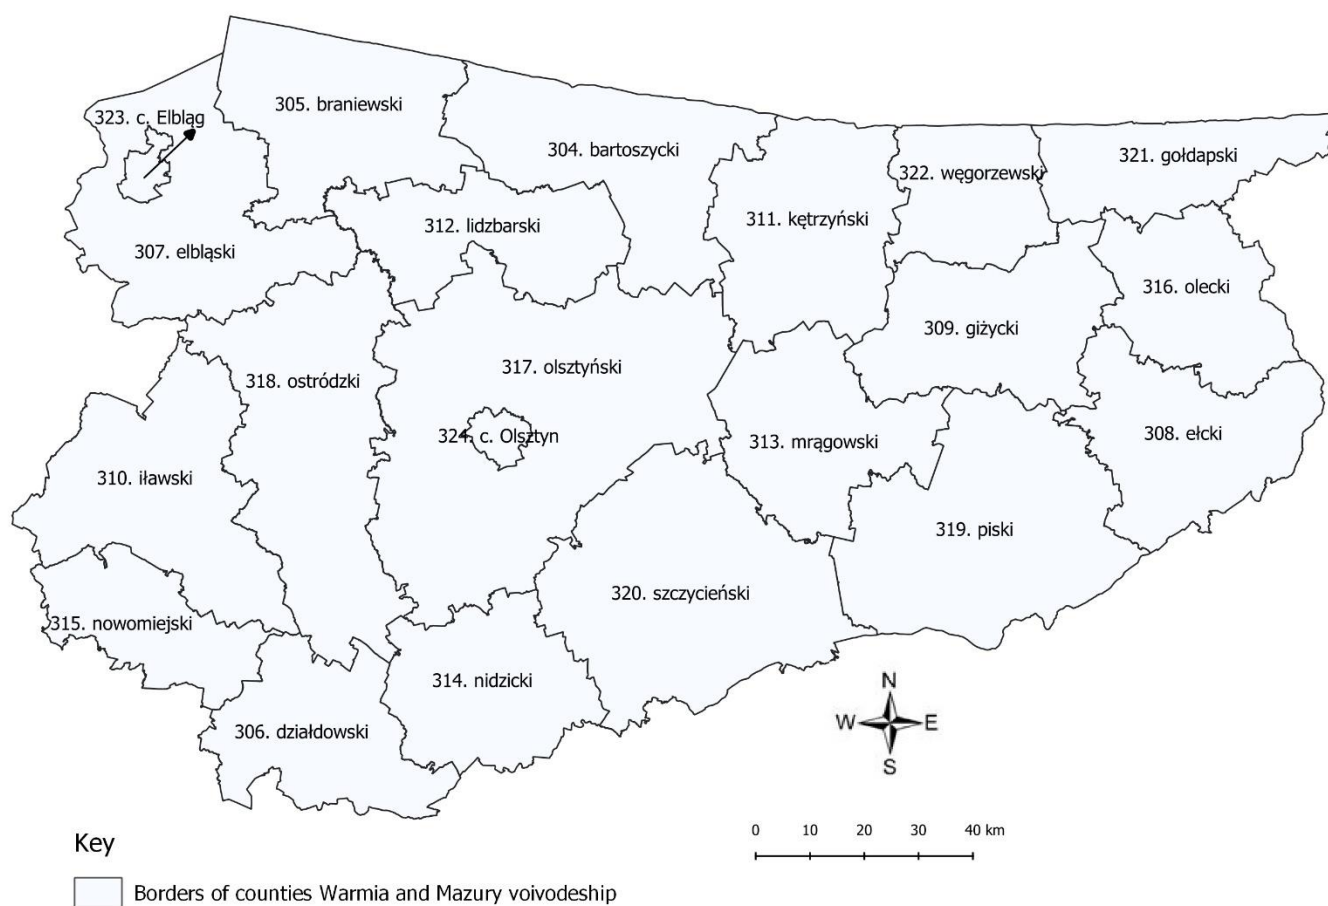 305. braniewski
323. c. Elbląg
304. bartoszycki
321. gołdapski
322. węgorzewski
311. kętrzyński
312. lidzbarski
307. elbląski
316. olecki
309. giżycki
317. olsztyński
318. ostródzki
324. c. Olsztyn
313. mrągowski
308. ełcki
310. iławski
319. piski
320. szczycieński
315. nowomiejski
314. nidzicki
306. działdowski
N
W E
S
0 10 20 30 40 km
Key
Borders of counties Warmia and Mazury voivodeship